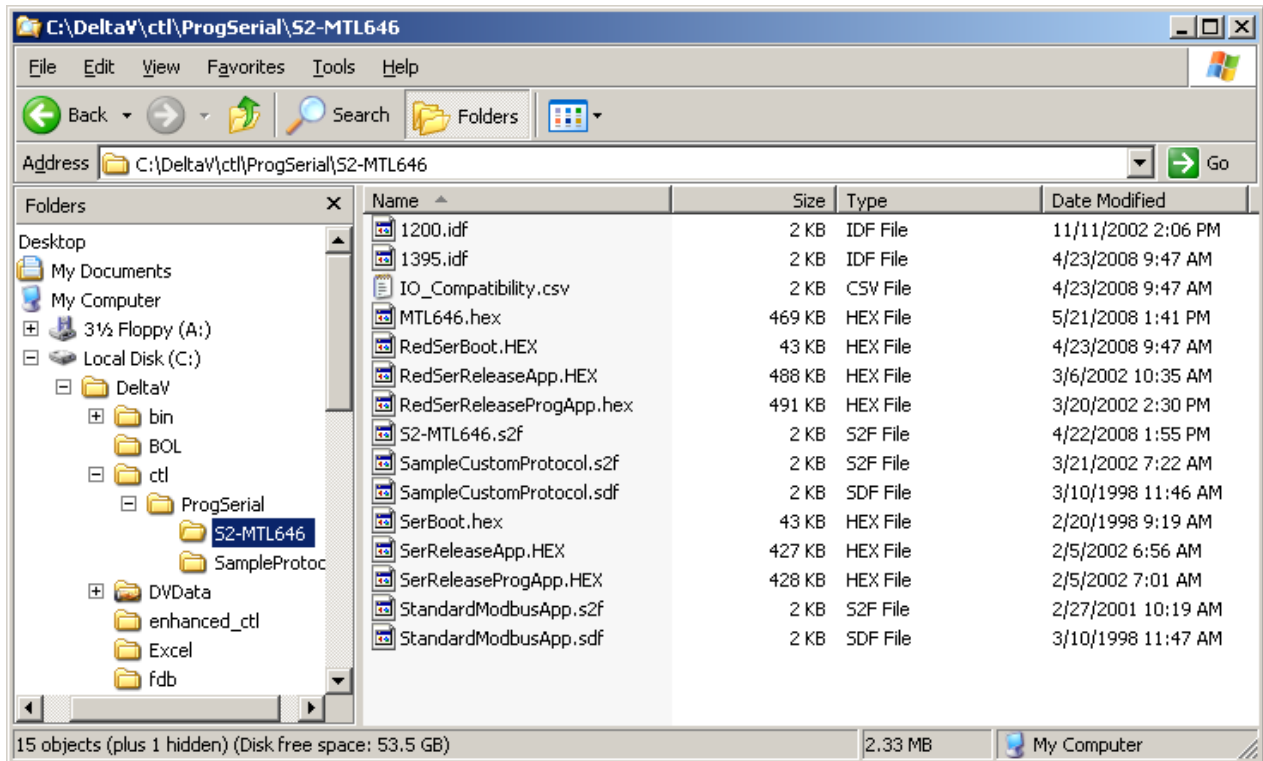 C:\DeltaV\ctl\ProgSerial\S2-MTL646
File Edit View Favorites Tools Help
Back Search Folders
Address C:\DeltaV\ctl\ProgSerial\S2-MTL646 Go
Folders x Name Size Type Date Modified
Desktop
My Documents
My Computer
3½ Floppy (A:)
Local Disk (C:)
DeltaV
bin
BOL
ctl
ProgSerial
S2-MTL646
SampleProtoc
DVData
enhanced_ctl
Excel
fdb
1200.idf 2 KB IDF File 11/11/2002 2:06 PM
1395.idf 2 KB IDF File 4/23/2008 9:47 AM
IO_Compatibility.csv 2 KB CSV File 4/23/2008 9:47 AM
MTL646.hex 469 KB HEX File 5/21/2008 1:41 PM
RedSerBoot.HEX 43 KB HEX File 4/23/2008 9:47 AM
RedSerReleaseApp.HEX 488 KB HEX File 3/6/2002 10:35 AM
RedSerReleaseProgApp.hex 491 KB HEX File 3/20/2002 2:30 PM
S2-MTL646.s2f 2 KB S2F File 4/22/2008 1:55 PM
SampleCustomProtocol.s2f 2 KB S2F File 3/21/2002 7:22 AM
SampleCustomProtocol.sdf 2 KB SDF File 3/10/1998 11:46 AM
SerBoot.hex 43 KB HEX File 2/20/1998 9:19 AM
SerReleaseApp.HEX 427 KB HEX File 2/5/2002 6:56 AM
SerReleaseProgApp.HEX 428 KB HEX File 2/5/2002 7:01 AM
StandardModbusApp.s2f 2 KB S2F File 2/27/2001 10:19 AM
StandardModbusApp.sdf 2 KB SDF File 3/10/1998 11:47 AM
15 objects (plus 1 hidden) (Disk free space: 53.5 GB) 2.33 MB My Computer